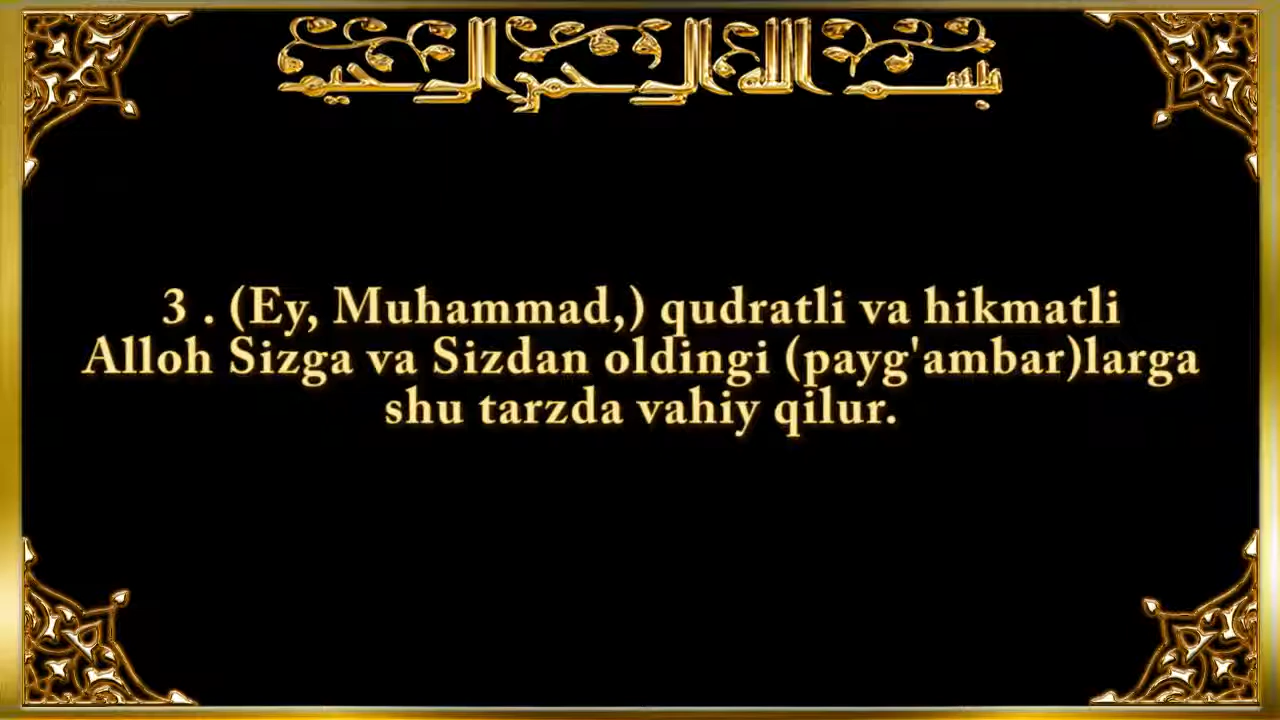 بسم الله الرحمن الرحيم
3 . (Ey, Muhammad,) qudratli va hikmatli
Alloh Sizga va Sizdan oldingi (payg'ambar)larga
shu tarzda vahiy qilur.